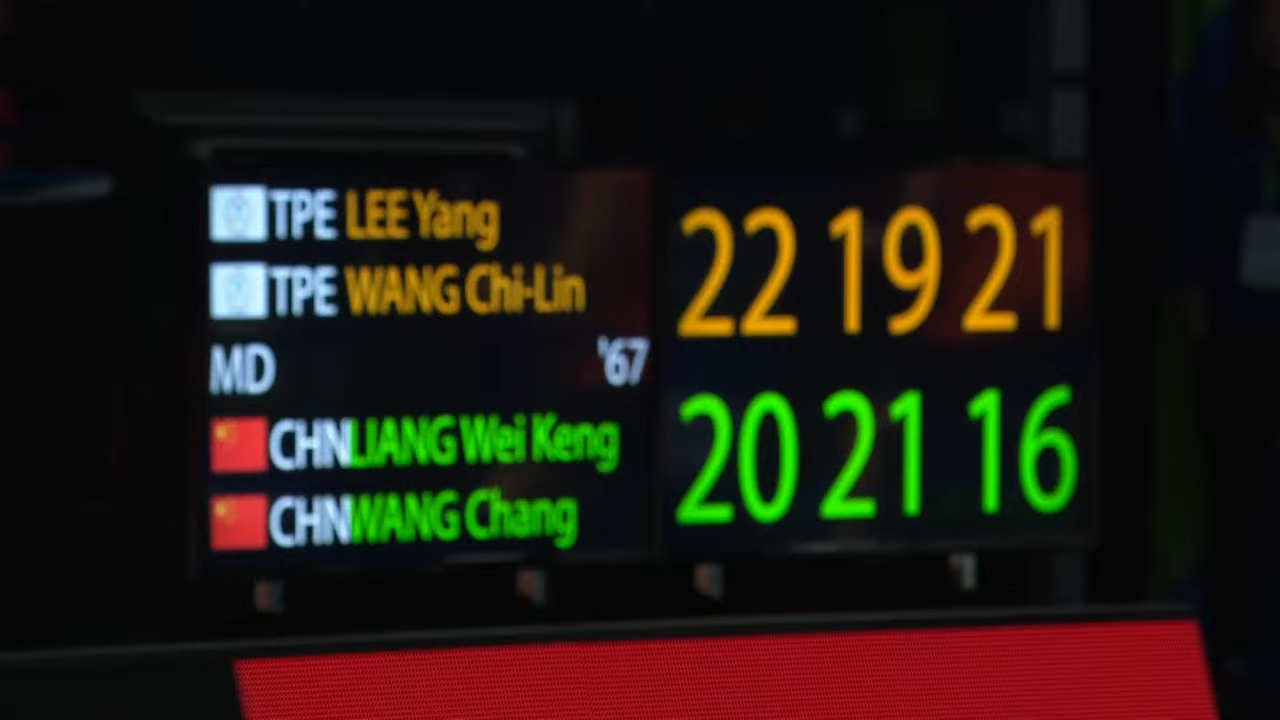 TPE LEE Yang 22 19 21
TPE WANG Chi-Lin
MD '67
CHN LIANG Wei Keng 20 21 16
CHN WANG Chang